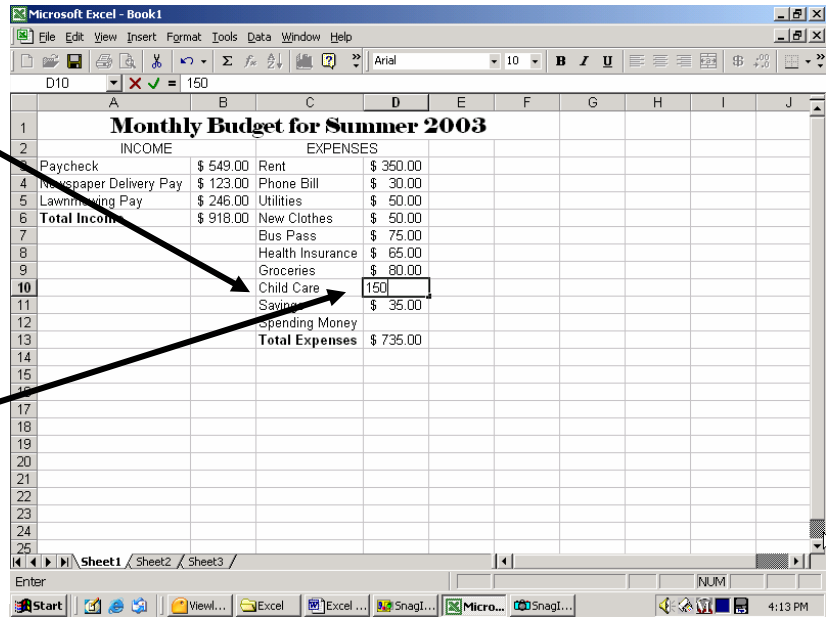 Microsoft Excel - Book1
File Edit View Insert Format Tools Data Window Help
Arial 10 B I U
D10 150
A B C D E F G H I J
1 Monthly Budget for Summer 2003
2 INCOME EXPENSES
3 Paycheck $ 549.00 Rent $ 350.00
4 Newspaper Delivery Pay $ 123.00 Phone Bill $ 30.00
5 Lawnmowing Pay $ 246.00 Utilities $ 50.00
6 Total Income $ 918.00 New Clothes $ 50.00
7 Bus Pass $ 75.00
8 Health Insurance $ 65.00
9 Groceries $ 80.00
10 Child Care 150
11 Savings $ 35.00
12 Spending Money
13 Total Expenses $ 735.00
14
15
16
17
18
19
20
21
22
23
24
25
Sheet1 Sheet2 Sheet3
Enter NUM
Start Viewl... Excel Excel ... SnagI... Micro... SnagI... 4:13 PM